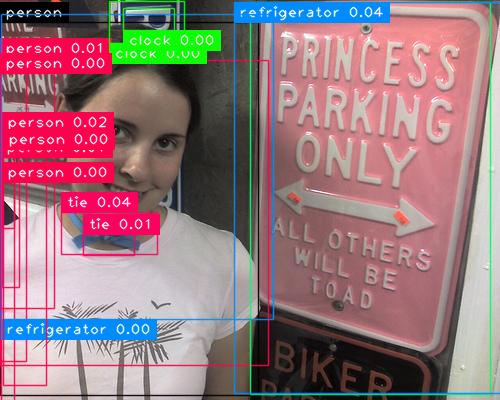 person
person 0.01
person 0.00
person 0.02
person 0.00
person 0.00
clock 0.00
clock 0.00
refrigerator 0.04
tie 0.04
tie 0.01
refrigerator 0.00
PRINCESS
PARKING
ONLY
ALL OTHERS
WILL BE
TOAD
BIKER